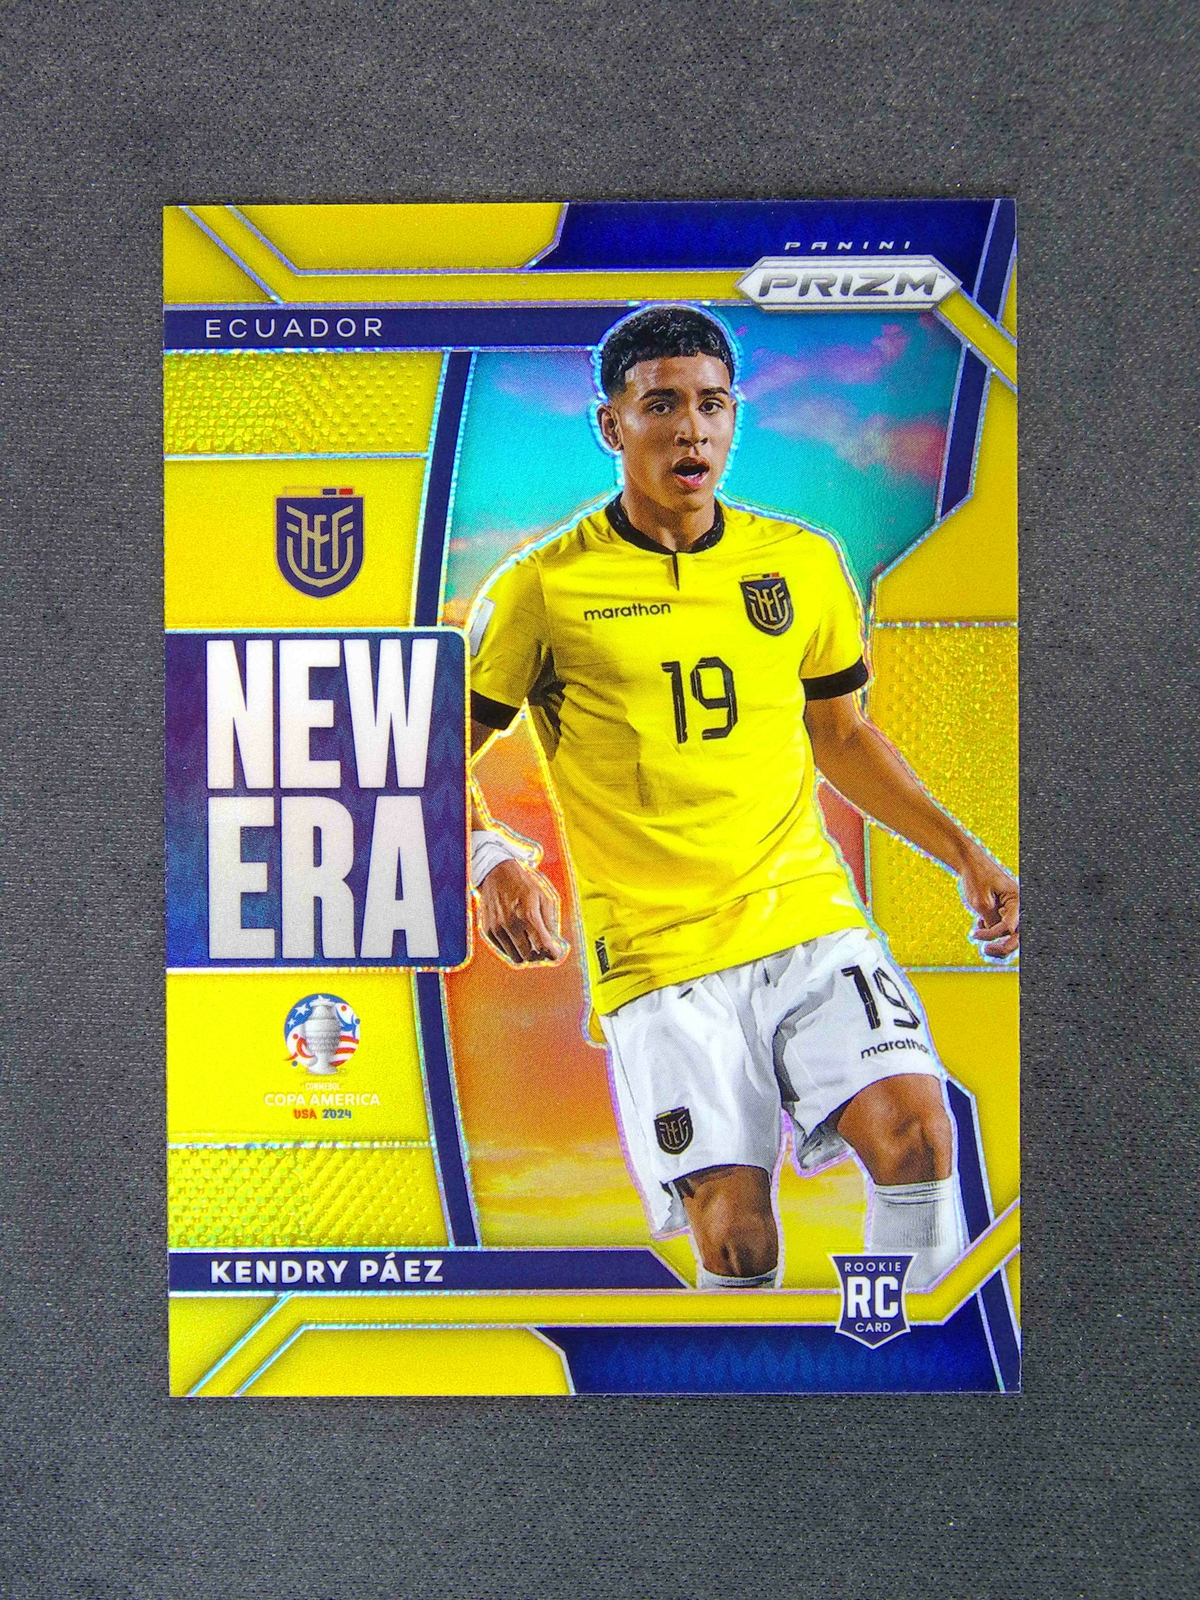 PANINI
PRIZM
ECUADOR
marathon
19
NEW
ERA
19
marathon
CONMEBOL
COPA AMERICA
USA 2024
KENDRY PÁEZ
ROOKIE
RC
CARD